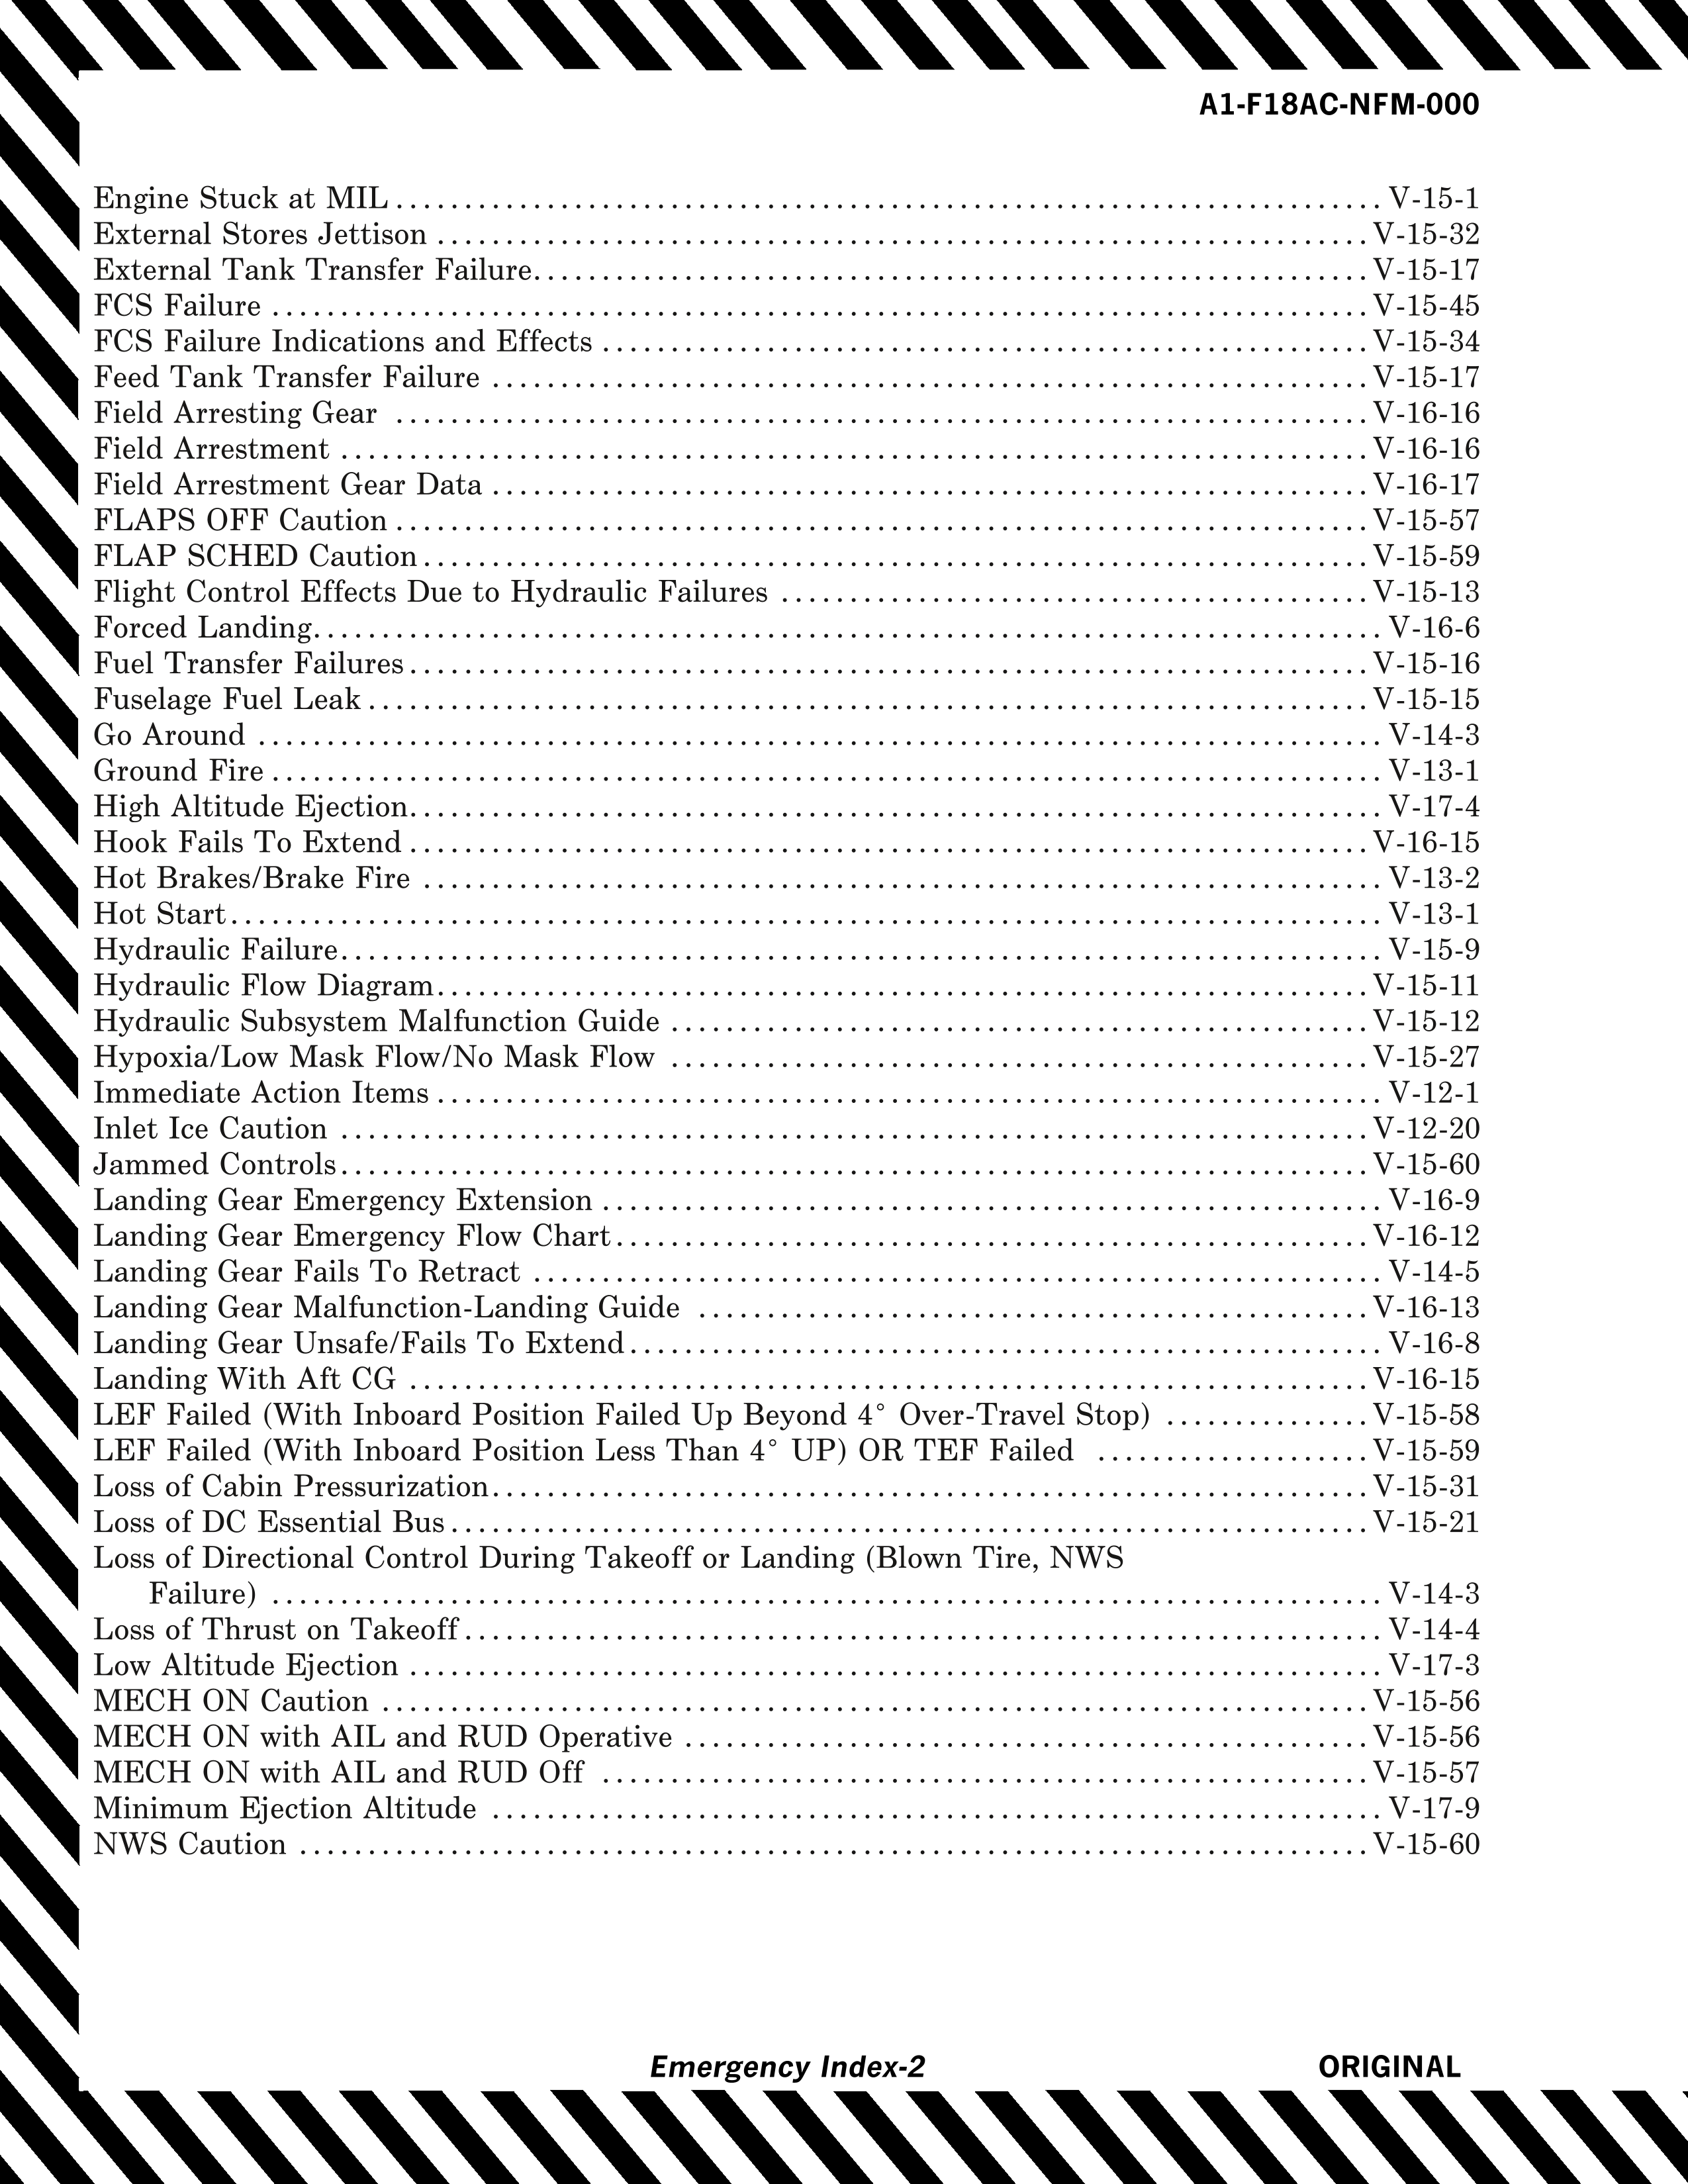 A1-F18AC-NFM-000
Engine Stuck at MIL ........ V-15-1
External Stores Jettison ........ V-15-32
External Tank Transfer Failure ........ V-15-17
FCS Failure ........ V-15-45
FCS Failure Indications and Effects ........ V-15-34
Feed Tank Transfer Failure ........ V-15-17
Field Arresting Gear ........ V-16-16
Field Arrestment ........ V-16-16
Field Arrestment Gear Data ........ V-16-17
FLAPS OFF Caution ........ V-15-57
FLAP SCHED Caution ........ V-15-59
Flight Control Effects Due to Hydraulic Failures ........ V-15-13
Forced Landing ........ V-16-6
Fuel Transfer Failures ........ V-15-16
Fuselage Fuel Leak ........ V-15-15
Go Around ........ V-14-3
Ground Fire ........ V-13-1
High Altitude Ejection ........ V-17-4
Hook Fails To Extend ........ V-16-15
Hot Brakes/Brake Fire ........ V-13-2
Hot Start ........ V-13-1
Hydraulic Failure ........ V-15-9
Hydraulic Flow Diagram ........ V-15-11
Hydraulic Subsystem Malfunction Guide ........ V-15-12
Hypoxia/Low Mask Flow/No Mask Flow ........ V-15-27
Immediate Action Items ........ V-12-1
Inlet Ice Caution ........ V-12-20
Jammed Controls ........ V-15-60
Landing Gear Emergency Extension ........ V-16-9
Landing Gear Emergency Flow Chart ........ V-16-12
Landing Gear Fails To Retract ........ V-14-5
Landing Gear Malfunction-Landing Guide ........ V-16-13
Landing Gear Unsafe/Fails To Extend ........ V-16-8
Landing With Aft CG ........ V-16-15
LEF Failed (With Inboard Position Failed Up Beyond 4° Over-Travel Stop) ........ V-15-58
LEF Failed (With Inboard Position Less Than 4° UP) OR TEF Failed ........ V-15-59
Loss of Cabin Pressurization ........ V-15-31
Loss of DC Essential Bus ........ V-15-21
Loss of Directional Control During Takeoff or Landing (Blown Tire, NWS
Failure) ........ V-14-3
Loss of Thrust on Takeoff ........ V-14-4
Low Altitude Ejection ........ V-17-3
MECH ON Caution ........ V-15-56
MECH ON with AIL and RUD Operative ........ V-15-56
MECH ON with AIL and RUD Off ........ V-15-57
Minimum Ejection Altitude ........ V-17-9
NWS Caution ........ V-15-60
Emergency Index-2 ORIGINAL